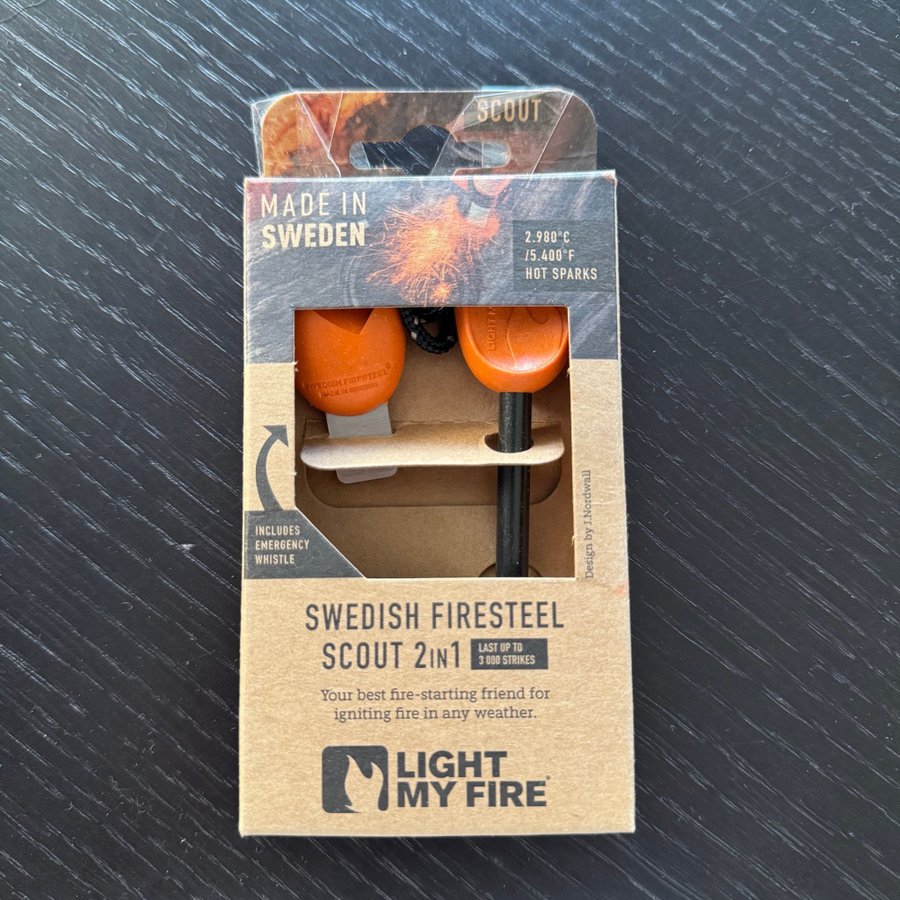 SCOUT
MADE IN
SWEDEN
2.980°C
/5.400°F
HOT SPARKS
SWEDISH FIRESTEEL®
MADE IN SWEDEN
INCLUDES
EMERGENCY
WHISTLE
Design by J.Nordwall
SWEDISH FIRESTEEL
SCOUT 2IN1
LAST UP TO
3 000 STRIKES
Your best fire-starting friend for
igniting fire in any weather.
LIGHT
MY FIRE®